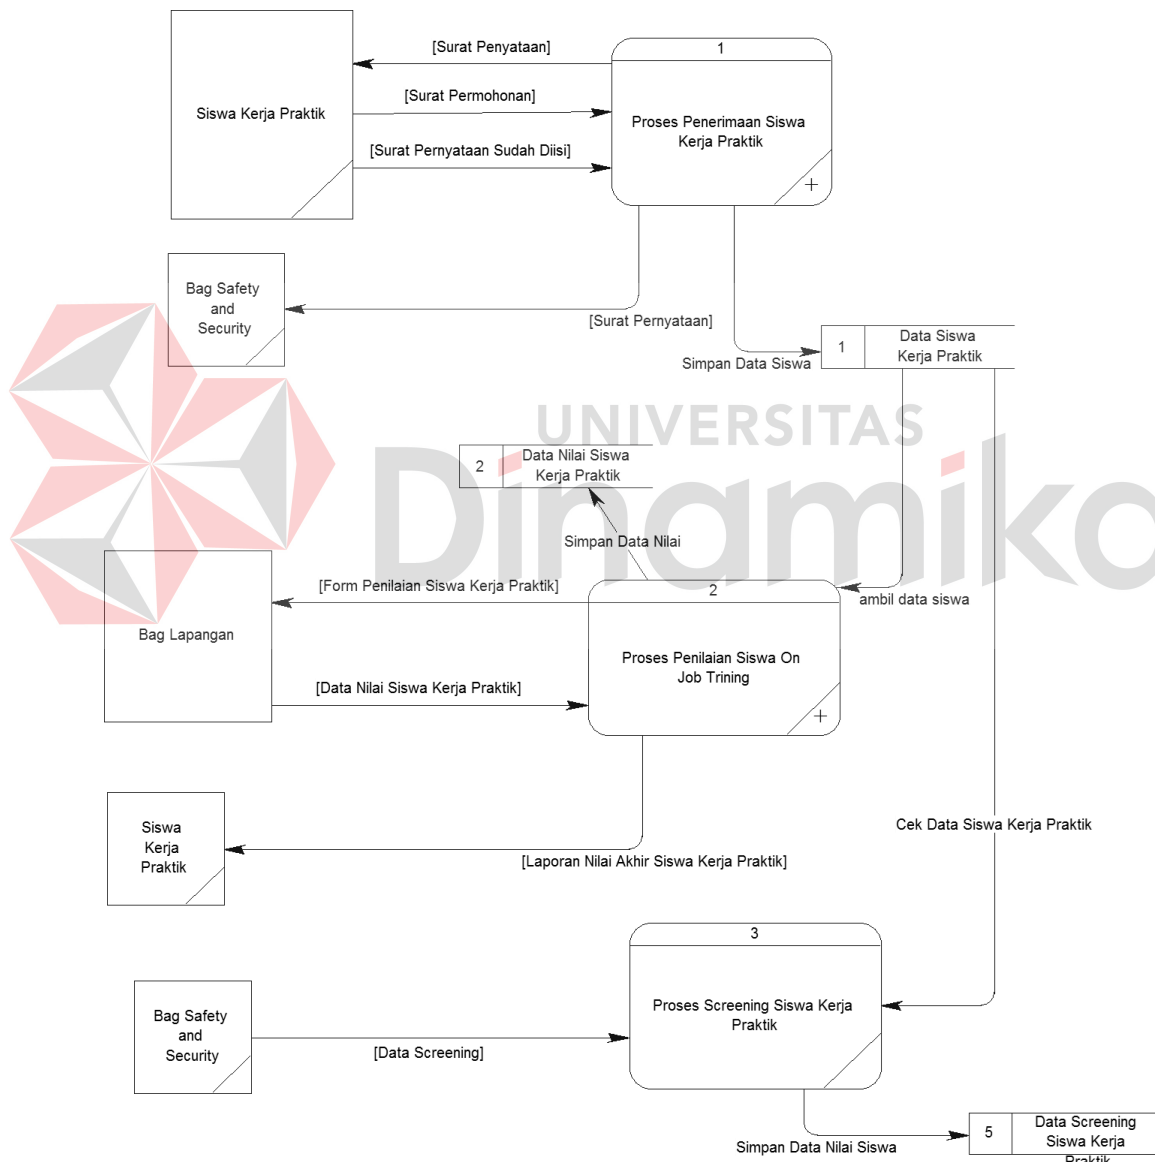 [Surat Penyataan]
1
[Surat Permohonan]
Siswa Kerja Praktik
Proses Penerimaan Siswa
Kerja Praktik
[Surat Pernyataan Sudah Diisi]
+
Bag Safety
and
Security
[Surat Pernyataan]
1
Data Siswa
Kerja Praktik
Simpan Data Siswa
UNIVERSITAS
Dinamika
2
Data Nilai Siswa
Kerja Praktik
Simpan Data Nilai
[Form Penilaian Siswa Kerja Praktik]
2
ambil data siswa
Bag Lapangan
Proses Penilaian Siswa On
Job Trining
[Data Nilai Siswa Kerja Praktik]
+
Siswa
Kerja
Praktik
Cek Data Siswa Kerja Praktik
[Laporan Nilai Akhir Siswa Kerja Praktik]
3
Proses Screening Siswa Kerja
Praktik
Bag Safety
and
Security
[Data Screening]
5
Data Screening
Siswa Kerja
Praktik
Simpan Data Nilai Siswa